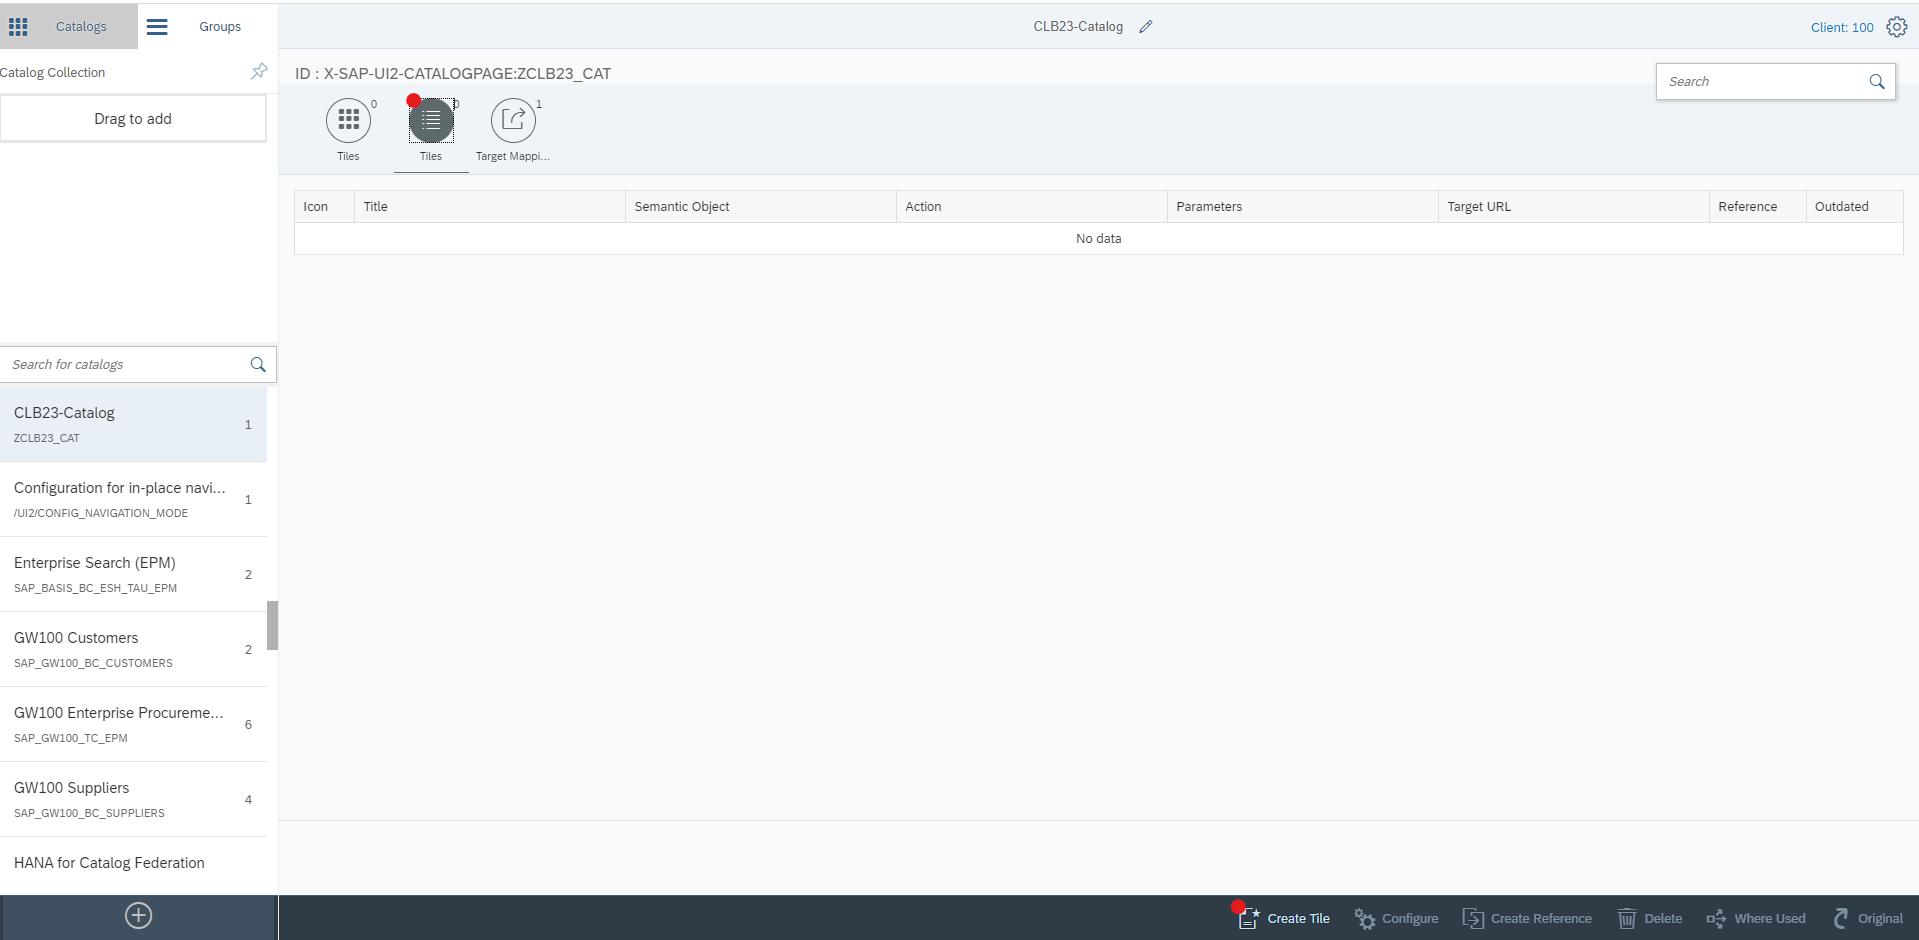 Catalogs
Groups
CLB23-Catalog
Client: 100
Catalog Collection
ID : X-SAP-UI2-CATALOGPAGE:ZCLB23_CAT
Search
Drag to add
0
0
1
Tiles
Tiles
Target Mappi...
Icon
Title
Semantic Object
Action
Parameters
Target URL
Reference
Outdated
No data
Search for catalogs
CLB23-Catalog
1
ZCLB23_CAT
Configuration for in-place navi...
1
/UI2/CONFIG_NAVIGATION_MODE
Enterprise Search (EPM)
2
SAP_BASIS_BC_ESH_TAU_EPM
GW100 Customers
2
SAP_GW100_BC_CUSTOMERS
GW100 Enterprise Procureme...
6
SAP_GW100_TC_EPM
GW100 Suppliers
4
SAP_GW100_BC_SUPPLIERS
HANA for Catalog Federation
Create Tile
Configure
Create Reference
Delete
Where Used
Original